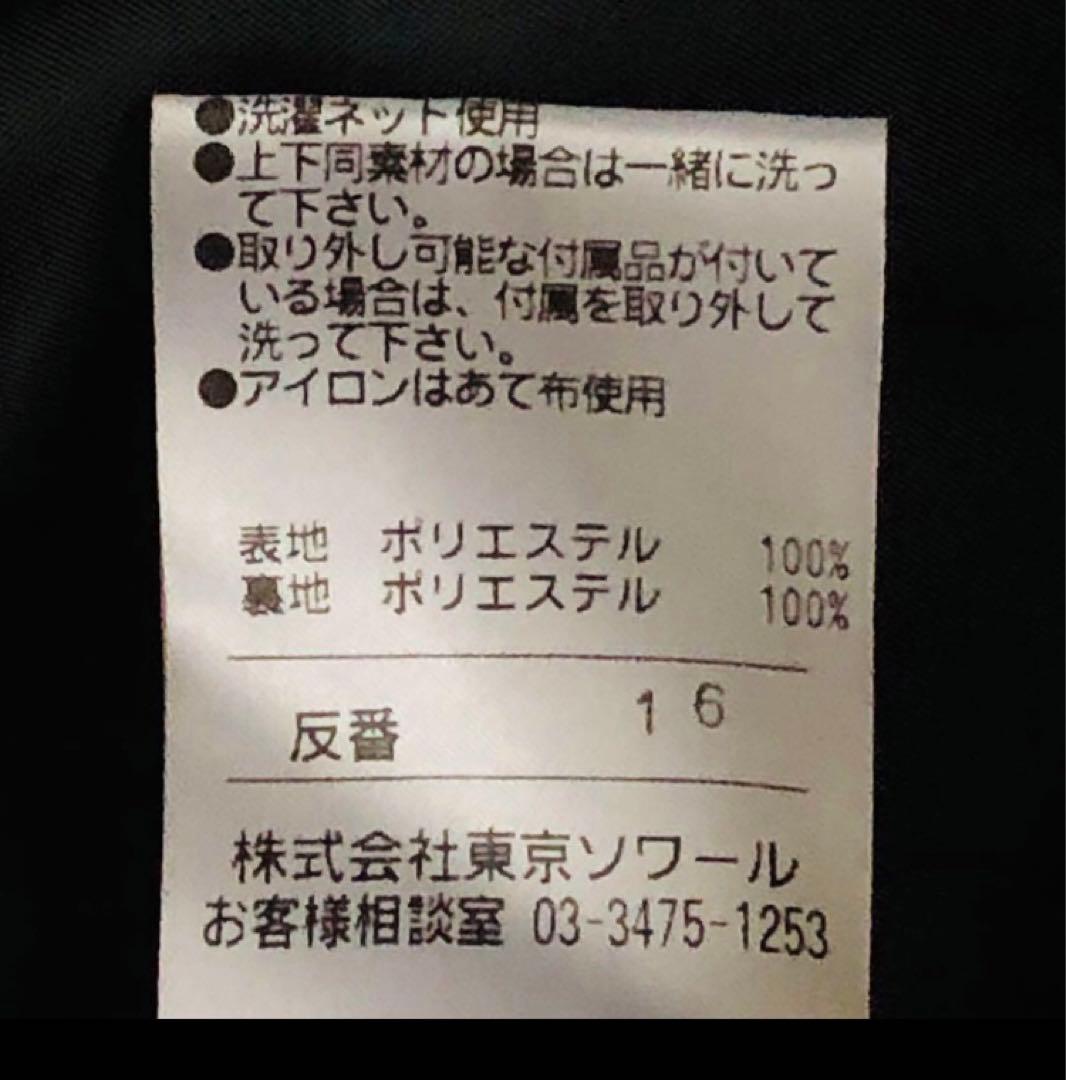 ●洗濯ネット使用
●上下同素材の場合は一緒に洗っ
て下さい。
●取り外し可能な付属品が付いて
いる場合は、付属を取り外して
洗って下さい。
●アイロンはあて布使用
表地 ポリエステル 100%
裏地 ポリエステル 100%
反番 16
株式会社東京ソワール
お客様相談室 03-3475-1253